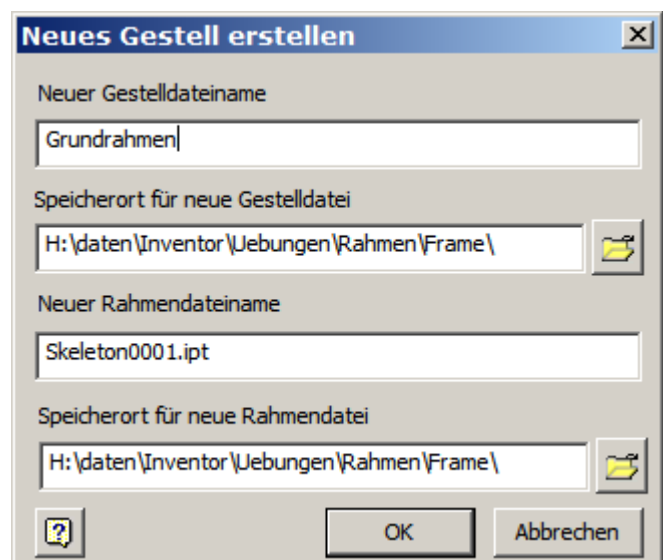 Neues Gestell erstellen
Neuer Gestelldateiname
Grundrahmen
Speicherort für neue Gestelldatei
H:\daten\Inventor\Uebungen\Rahmen\Frame\
Neuer Rahmendateiname
Skeleton0001.ipt
Speicherort für neue Rahmendatei
H:\daten\Inventor\Uebungen\Rahmen\Frame\
OK Abbrechen